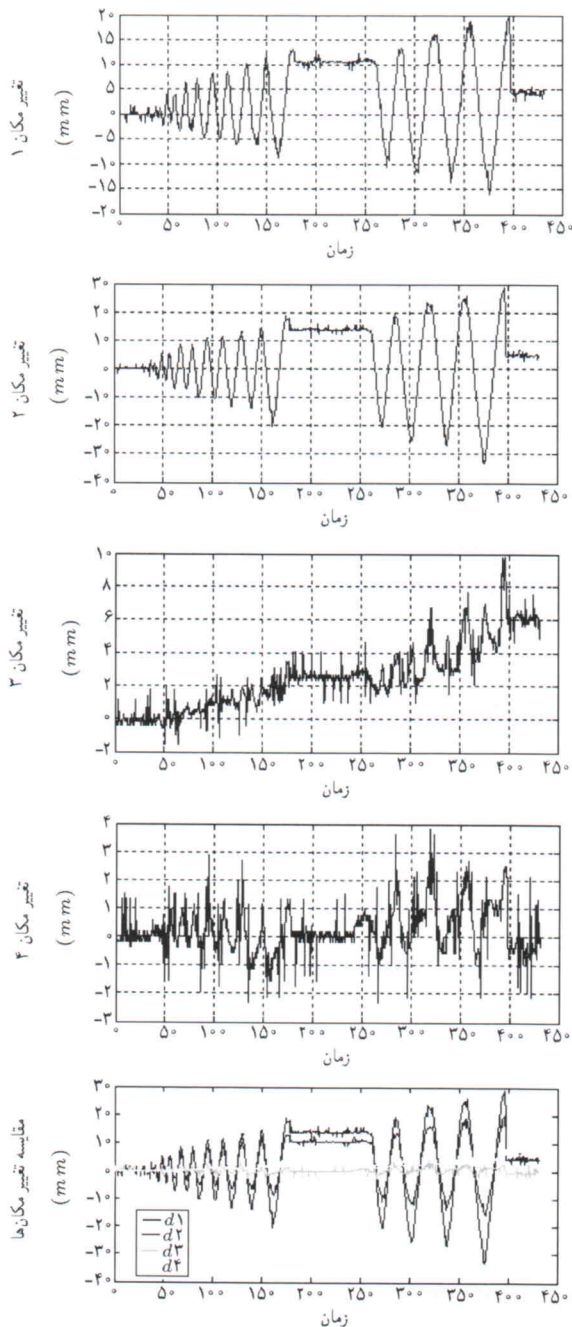 تغییر مکان ۱
(mm)
۲۰
۱۵
۱۰
۵
۰
-۵
-۱۰
-۱۵
-۲۰
۰ ۵۰ ۱۰۰ ۱۵۰ ۲۰۰ ۲۵۰ ۳۰۰ ۳۵۰ ۴۰۰ ۴۵۰
زمان
تغییر مکان ۲
(mm)
۳۰
۲۰
۱۰
۰
-۱۰
-۲۰
-۳۰
-۴۰
۰ ۵۰ ۱۰۰ ۱۵۰ ۲۰۰ ۲۵۰ ۳۰۰ ۳۵۰ ۴۰۰ ۴۵۰
زمان
تغییر مکان ۳
(mm)
۱۰
۸
۶
۴
۲
۰
-۲
۰ ۵۰ ۱۰۰ ۱۵۰ ۲۰۰ ۲۵۰ ۳۰۰ ۳۵۰ ۴۰۰ ۴۵۰
زمان
تغییر مکان ۴
(mm)
۴
۳
۲
۱
۰
-۱
-۲
-۳
۰ ۵۰ ۱۰۰ ۱۵۰ ۲۰۰ ۲۵۰ ۳۰۰ ۳۵۰ ۴۰۰ ۴۵۰
زمان
مقایسه تغییر مکان‌ها
(mm)
۳۰
۲۰
۱۰
۰
-۱۰
-۲۰
-۳۰
-۴۰
d۱
d۲
d۳
d۴
۰ ۵۰ ۱۰۰ ۱۵۰ ۲۰۰ ۲۵۰ ۳۰۰ ۳۵۰ ۴۰۰ ۴۵۰
زمان